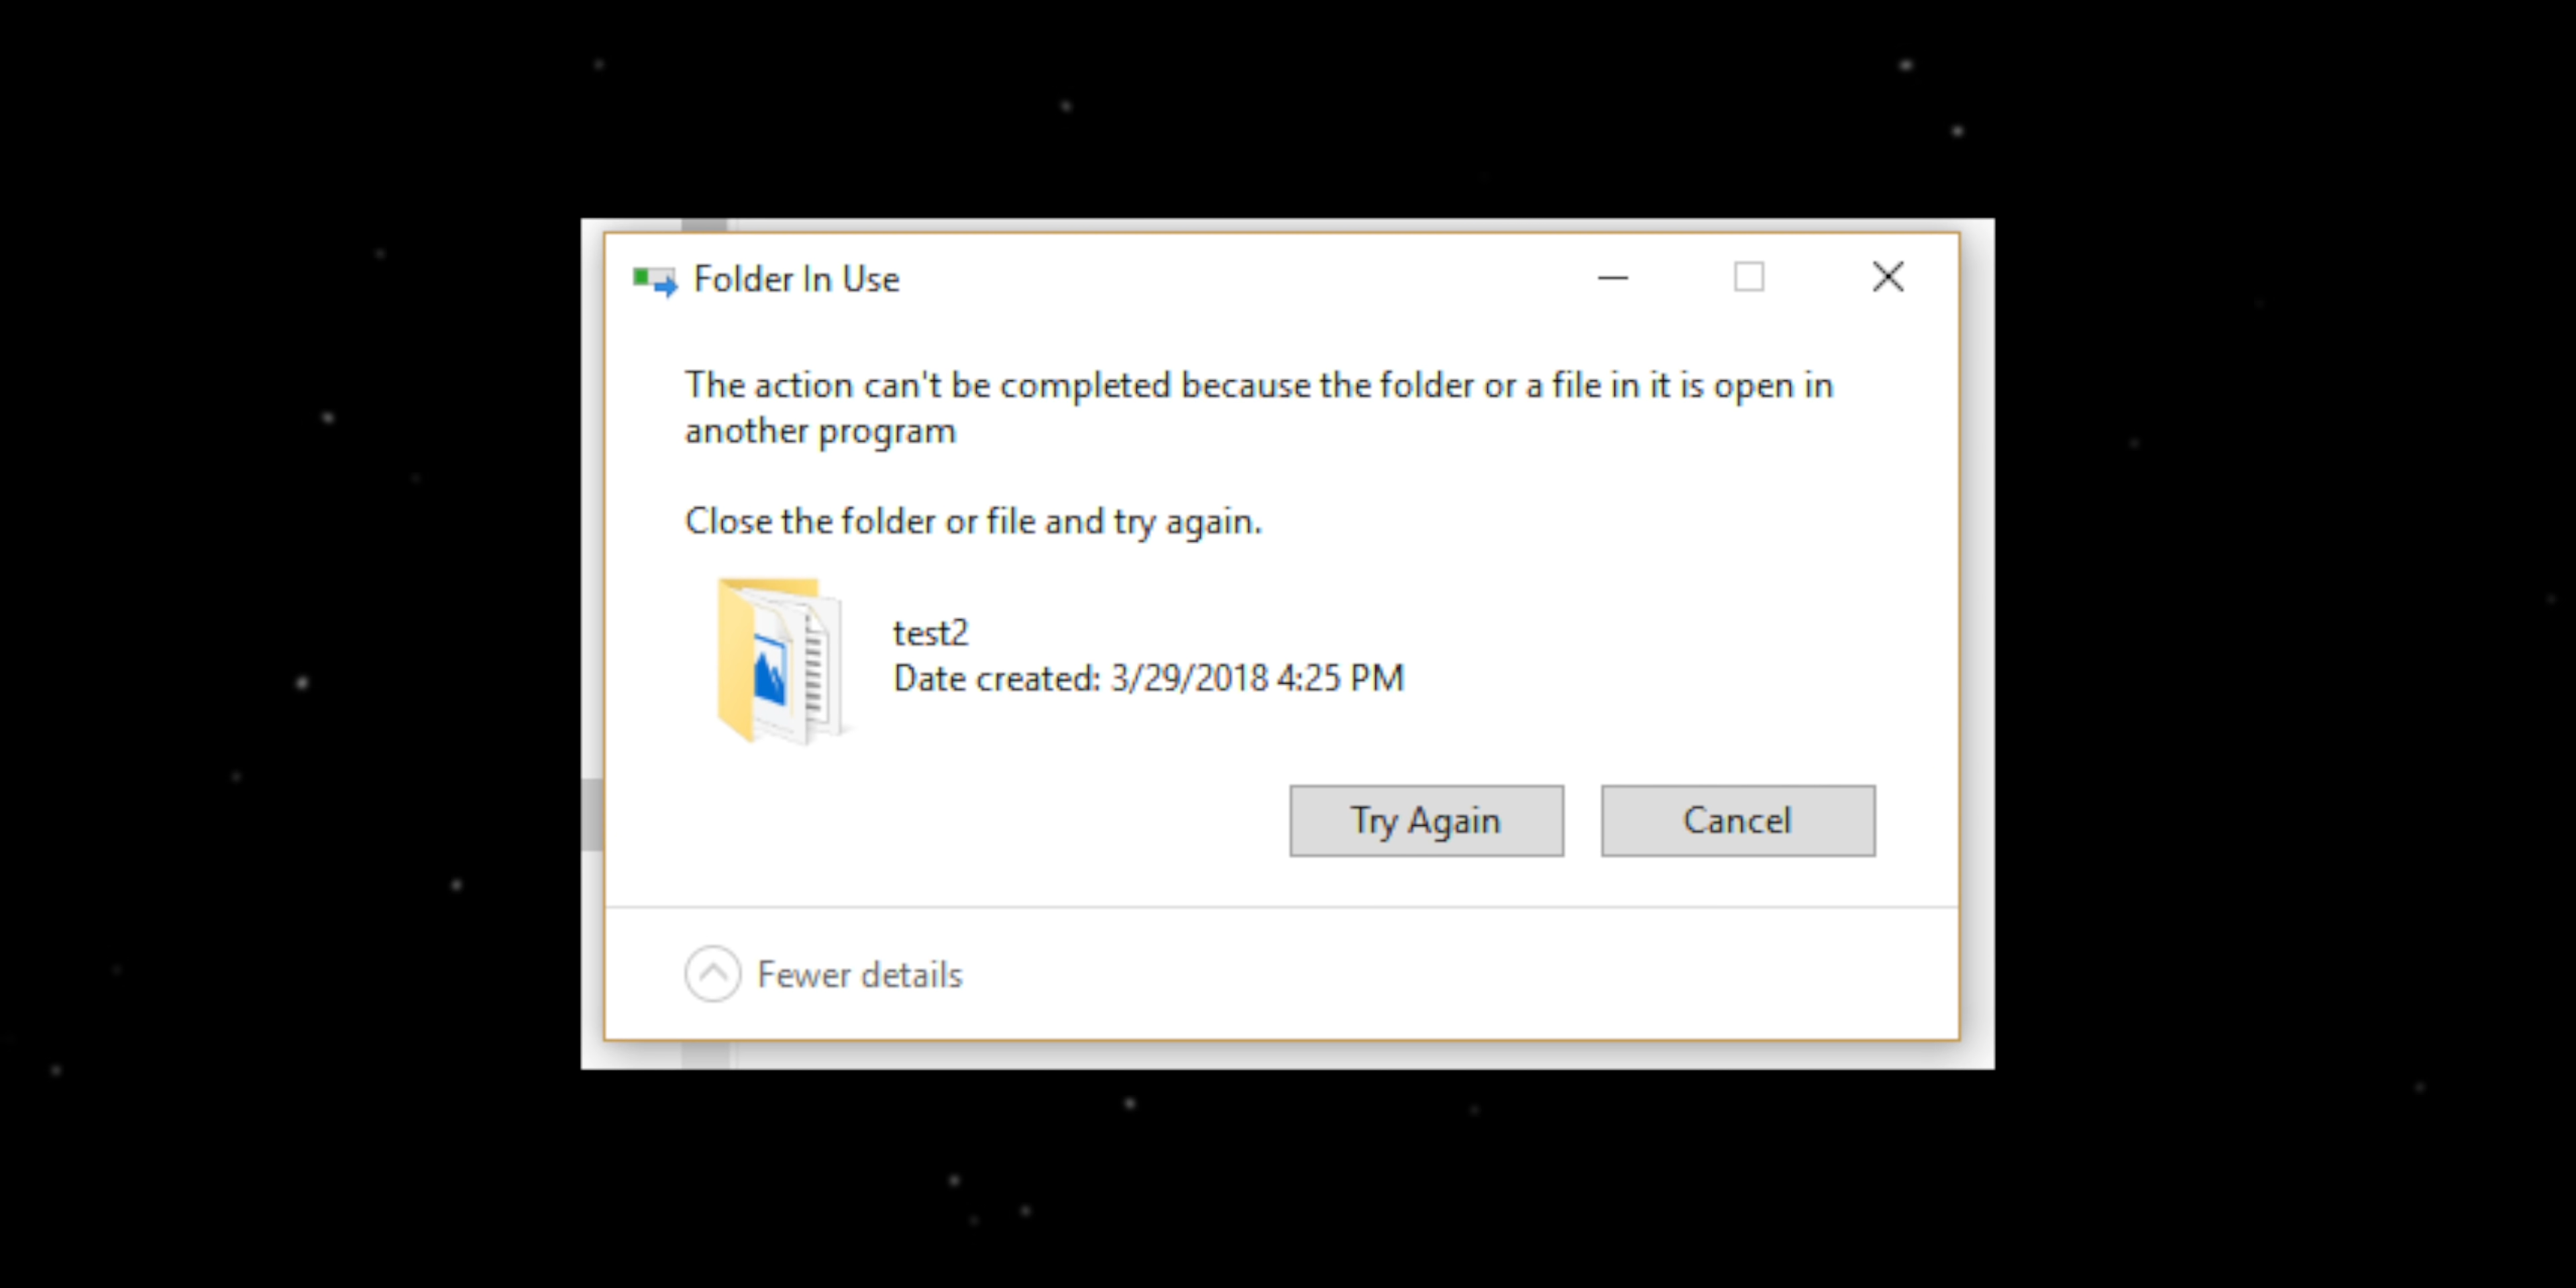 Folder In Use
The action can't be completed because the folder or a file in it is open in
another program
Close the folder or file and try again.
test2
Date created: 3/29/2018 4:25 PM
Try Again
Cancel
Fewer details